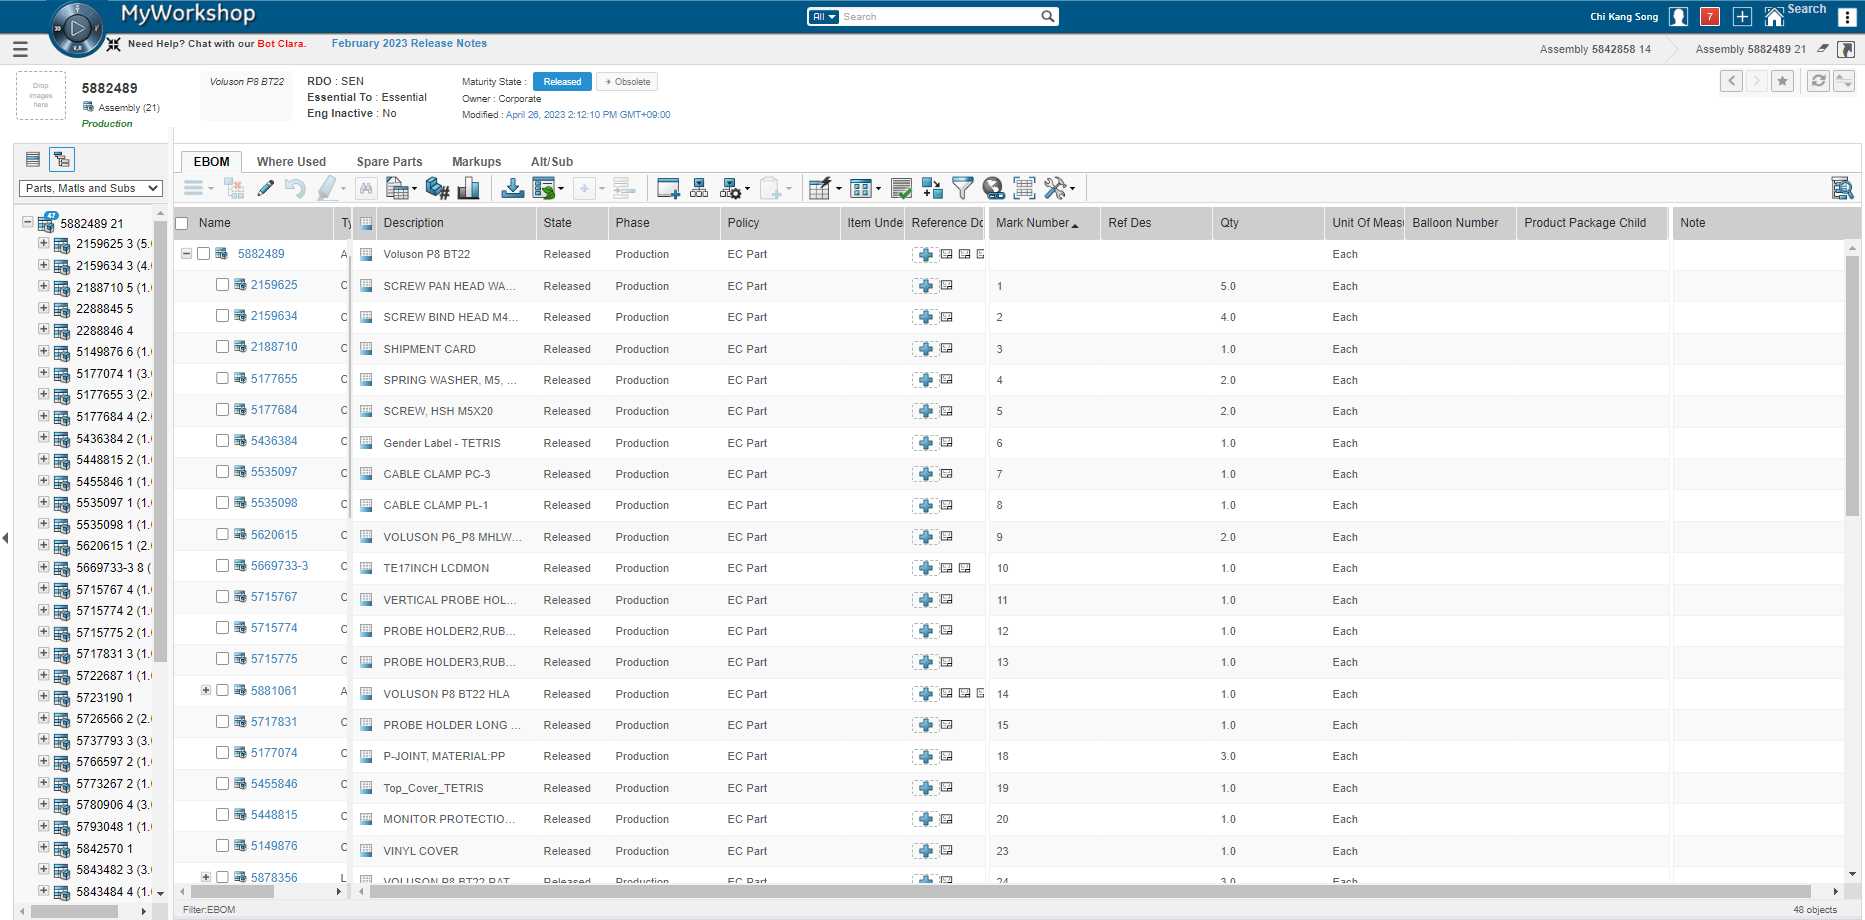 MyWorkshop
All Search
Chi Kang Song 7 Search
Need Help? Chat with our Bot Clara. February 2023 Release Notes
Assembly 5842858 14 Assembly 5882489 21
Drop images here
5882489
Assembly (21)
Production
Voluson P8 BT22
RDO : SEN
Essential To : Essential
Eng Inactive : No
Maturity State : Released Obsolete
Owner : Corporate
Modified : April 26, 2023 2:12:10 PM GMT+09:00
EBOM Where Used Spare Parts Markups Alt/Sub
Parts, Matls and Subs
47
5882489 21
2159625 3 (5.
2159634 3 (4.
2188710 5 (1.
2288845 5
2288846 4
5149876 6 (1.
5177074 1 (3.
5177655 3 (2.
5177684 4 (2.
5436384 2 (1.
5448815 2 (1.
5455846 1 (1.
5535097 1 (1.
5535098 1 (1.
5620615 1 (2.
5669733-3 8 (
5715767 4 (1.
5715774 2 (1.
5715775 2 (1.
5717831 3 (1.
5722687 1 (1.
5723190 1
5726566 2 (2.
5737793 3 (3.
5766597 2 (1.
5773267 2 (1.
5780906 4 (3.
5793048 1 (1.
5842570 1
5843482 3 (3.
5843484 4 (1.
Name Ty Description State Phase Policy Item Unde Reference Do Mark Number Ref Des Qty Unit Of Meas Balloon Number Product Package Child Note
5882489 A Voluson P8 BT22 Released Production EC Part Each
2159625 C SCREW PAN HEAD WA... Released Production EC Part 1 5.0 Each
2159634 C SCREW BIND HEAD M4... Released Production EC Part 2 4.0 Each
2188710 C SHIPMENT CARD Released Production EC Part 3 1.0 Each
5177655 C SPRING WASHER, M5, ... Released Production EC Part 4 2.0 Each
5177684 C SCREW, HSH M5X20 Released Production EC Part 5 2.0 Each
5436384 C Gender Label - TETRIS Released Production EC Part 6 1.0 Each
5535097 C CABLE CLAMP PC-3 Released Production EC Part 7 1.0 Each
5535098 C CABLE CLAMP PL-1 Released Production EC Part 8 1.0 Each
5620615 C VOLUSON P6_P8 MHLW... Released Production EC Part 9 2.0 Each
5669733-3 C TE17INCH LCDMON Released Production EC Part 10 1.0 Each
5715767 C VERTICAL PROBE HOL... Released Production EC Part 11 1.0 Each
5715774 C PROBE HOLDER2,RUB... Released Production EC Part 12 1.0 Each
5715775 C PROBE HOLDER3,RUB... Released Production EC Part 13 1.0 Each
5881061 A VOLUSON P8 BT22 HLA Released Production EC Part 14 1.0 Each
5717831 C PROBE HOLDER LONG ... Released Production EC Part 15 1.0 Each
5177074 C P-JOINT, MATERIAL:PP Released Production EC Part 18 3.0 Each
5455846 C Top_Cover_TETRIS Released Production EC Part 19 1.0 Each
5448815 C MONITOR PROTECTIO... Released Production EC Part 20 1.0 Each
5149876 C VINYL COVER Released Production EC Part 23 1.0 Each
5878356 L VOLUSON P8 BT22 RAT Released Production EC Part 24 3.0 Each
Filter:EBOM 48 objects